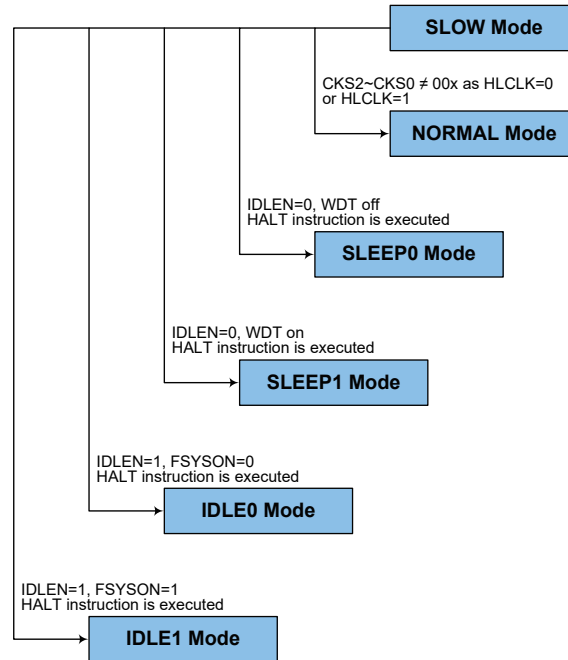 SLOW Mode
CKS2~CKS0 ≠ 00x as HLCLK=0
or HLCLK=1
NORMAL Mode
IDLEN=0, WDT off
HALT instruction is executed
SLEEP0 Mode
IDLEN=0, WDT on
HALT instruction is executed
SLEEP1 Mode
IDLEN=1, FSYSON=0
HALT instruction is executed
IDLE0 Mode
IDLEN=1, FSYSON=1
HALT instruction is executed
IDLE1 Mode